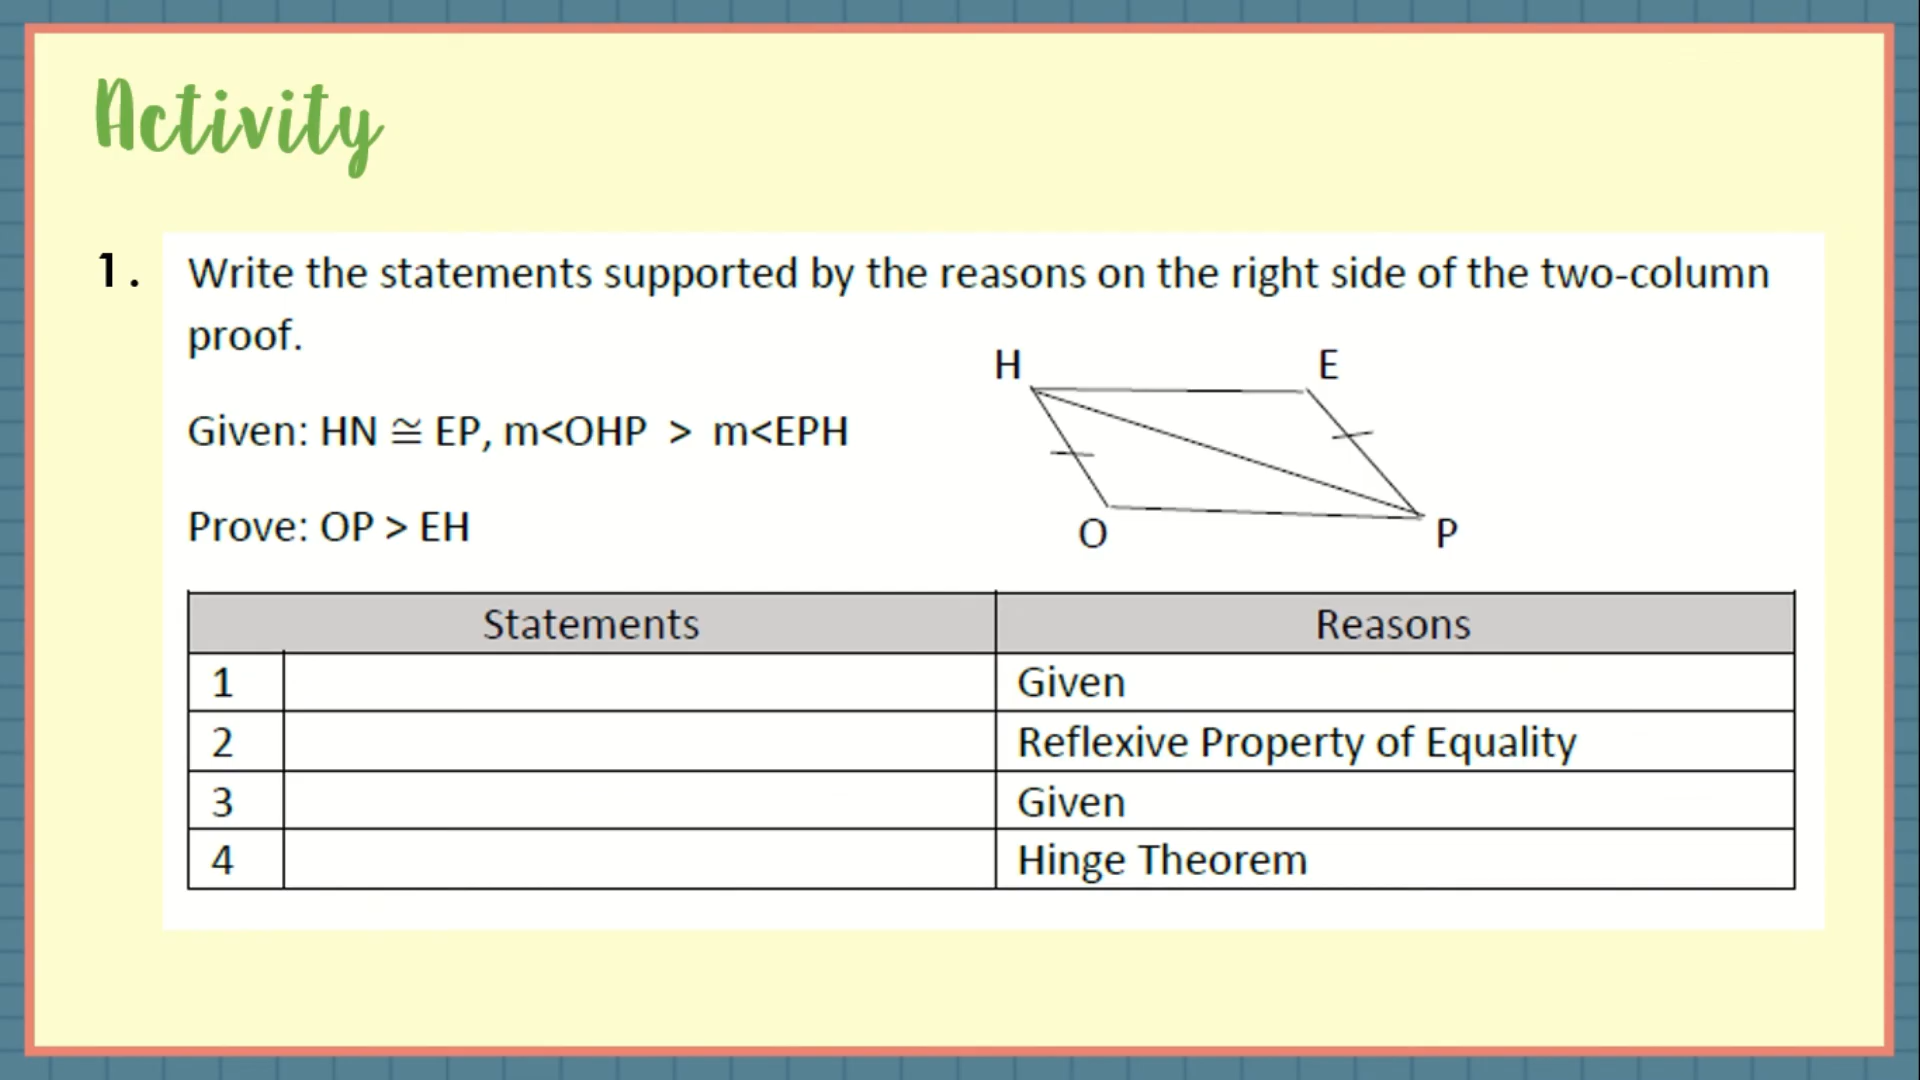 Activity
1. Write the statements supported by the reasons on the right side of the two-column
proof.
H E
Given: HN ≅ EP, m<OHP > m<EPH
Prove: OP > EH
O P
Statements Reasons
1 Given
2 Reflexive Property of Equality
3 Given
4 Hinge Theorem